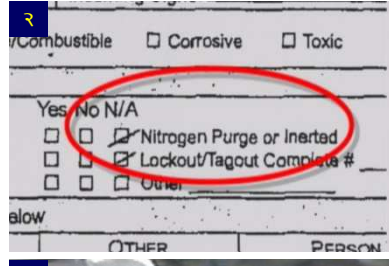 २
/Combustible Corrosive Toxic
Yes No N/A
Nitrogen Purge or Inerted
Lockout/Tagout Complete #
Other
elow
OTHER PERSON